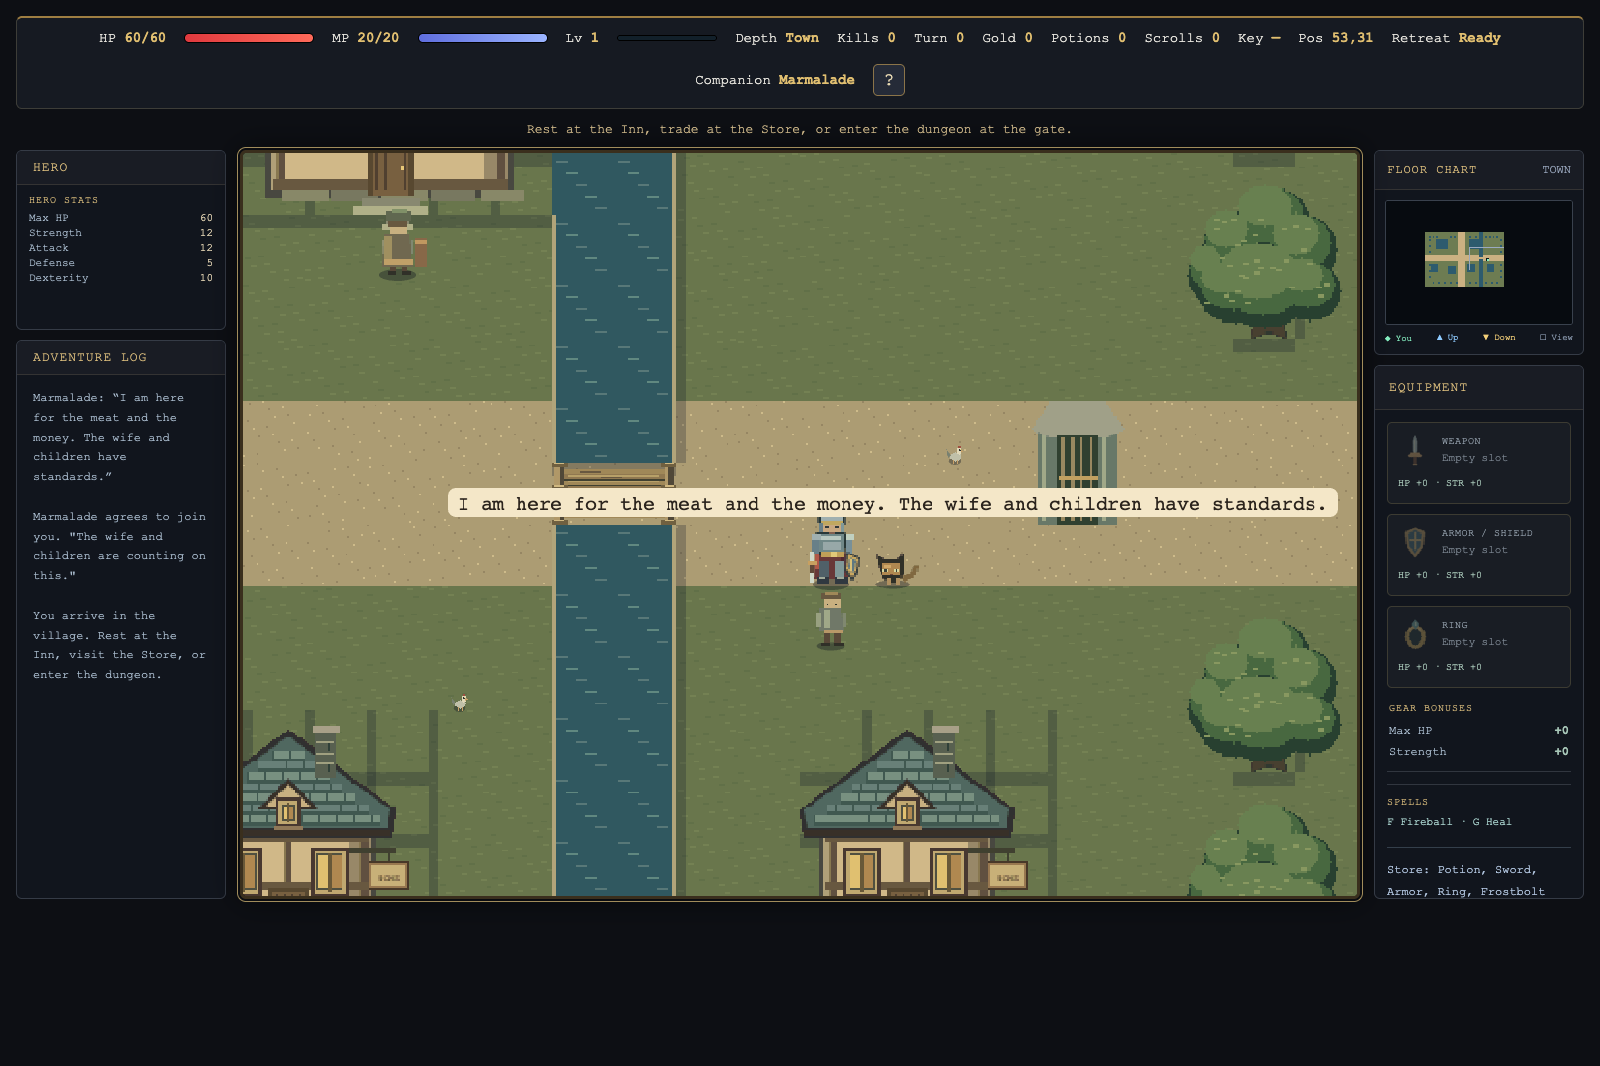 HP 60/60 MP 20/20 Lv 1 Depth Town Kills 0 Turn 0 Gold 0 Potions 0 Scrolls 0 Key — Pos 53,31 Retreat Ready
Companion Marmalade ?
Rest at the Inn, trade at the Store, or enter the dungeon at the gate.
HERO
HERO STATS
Max HP 60
Strength 12
Attack 12
Defense 5
Dexterity 10
ADVENTURE LOG
Marmalade: “I am here
for the meat and the
money. The wife and
children have
standards.”
Marmalade agrees to join
you. "The wife and
children are counting on
this."
You arrive in the
village. Rest at the
Inn, visit the Store, or
enter the dungeon.
I am here for the meat and the money. The wife and children have standards.
FLOOR CHART TOWN
◆ You ▲ Up ▼ Down □ View
EQUIPMENT
WEAPON
Empty slot
HP +0 · STR +0
ARMOR / SHIELD
Empty slot
HP +0 · STR +0
RING
Empty slot
HP +0 · STR +0
GEAR BONUSES
Max HP +0
Strength +0
SPELLS
F Fireball · G Heal
Store: Potion, Sword,
Armor, Ring, Frostbolt